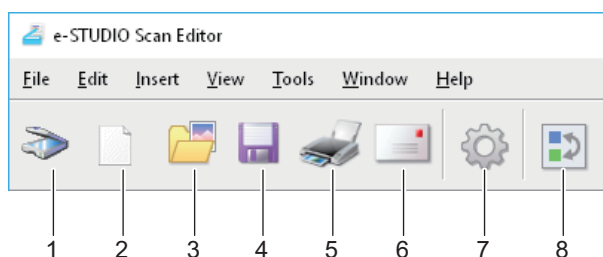 e-STUDIO Scan Editor
File Edit Insert View Tools Window Help
1 2 3 4 5 6 7 8